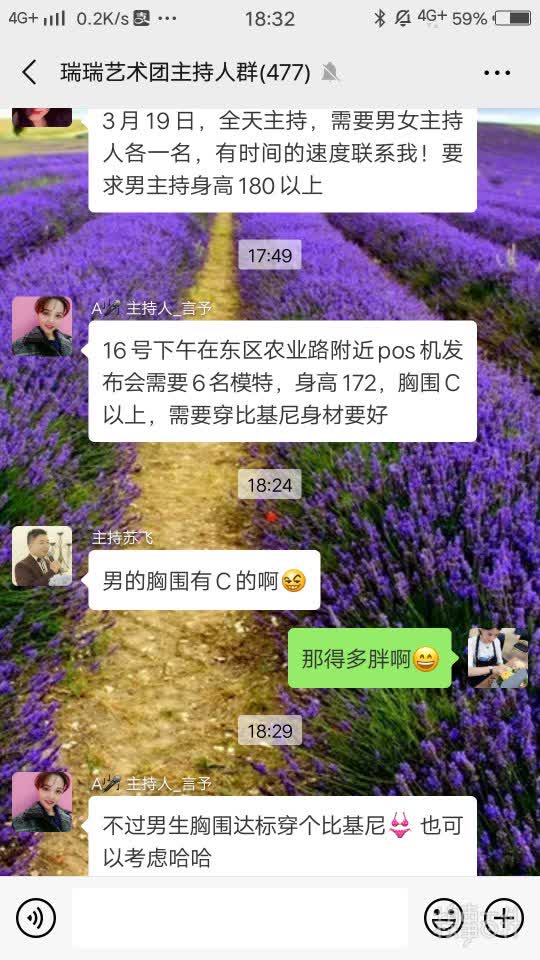 4G+ 0.2K/s 18:32 4G+ 59%
瑞瑞艺术团主持人群(477)
3月19日，全天主持，需要男女主持
人各一名，有时间的速度联系我！要
求男主持身高180以上
17:49
A🎤 主持人_言予
16号下午在东区农业路附近pos机发
布会需要6名模特，身高172，胸围C
以上，需要穿比基尼身材要好
18:24
主持苏飞
男的胸围有C的啊😝
那得多胖啊😄
18:29
A🎤 主持人_言予
不过男生胸围达标穿个比基尼👙 也可
以考虑哈哈